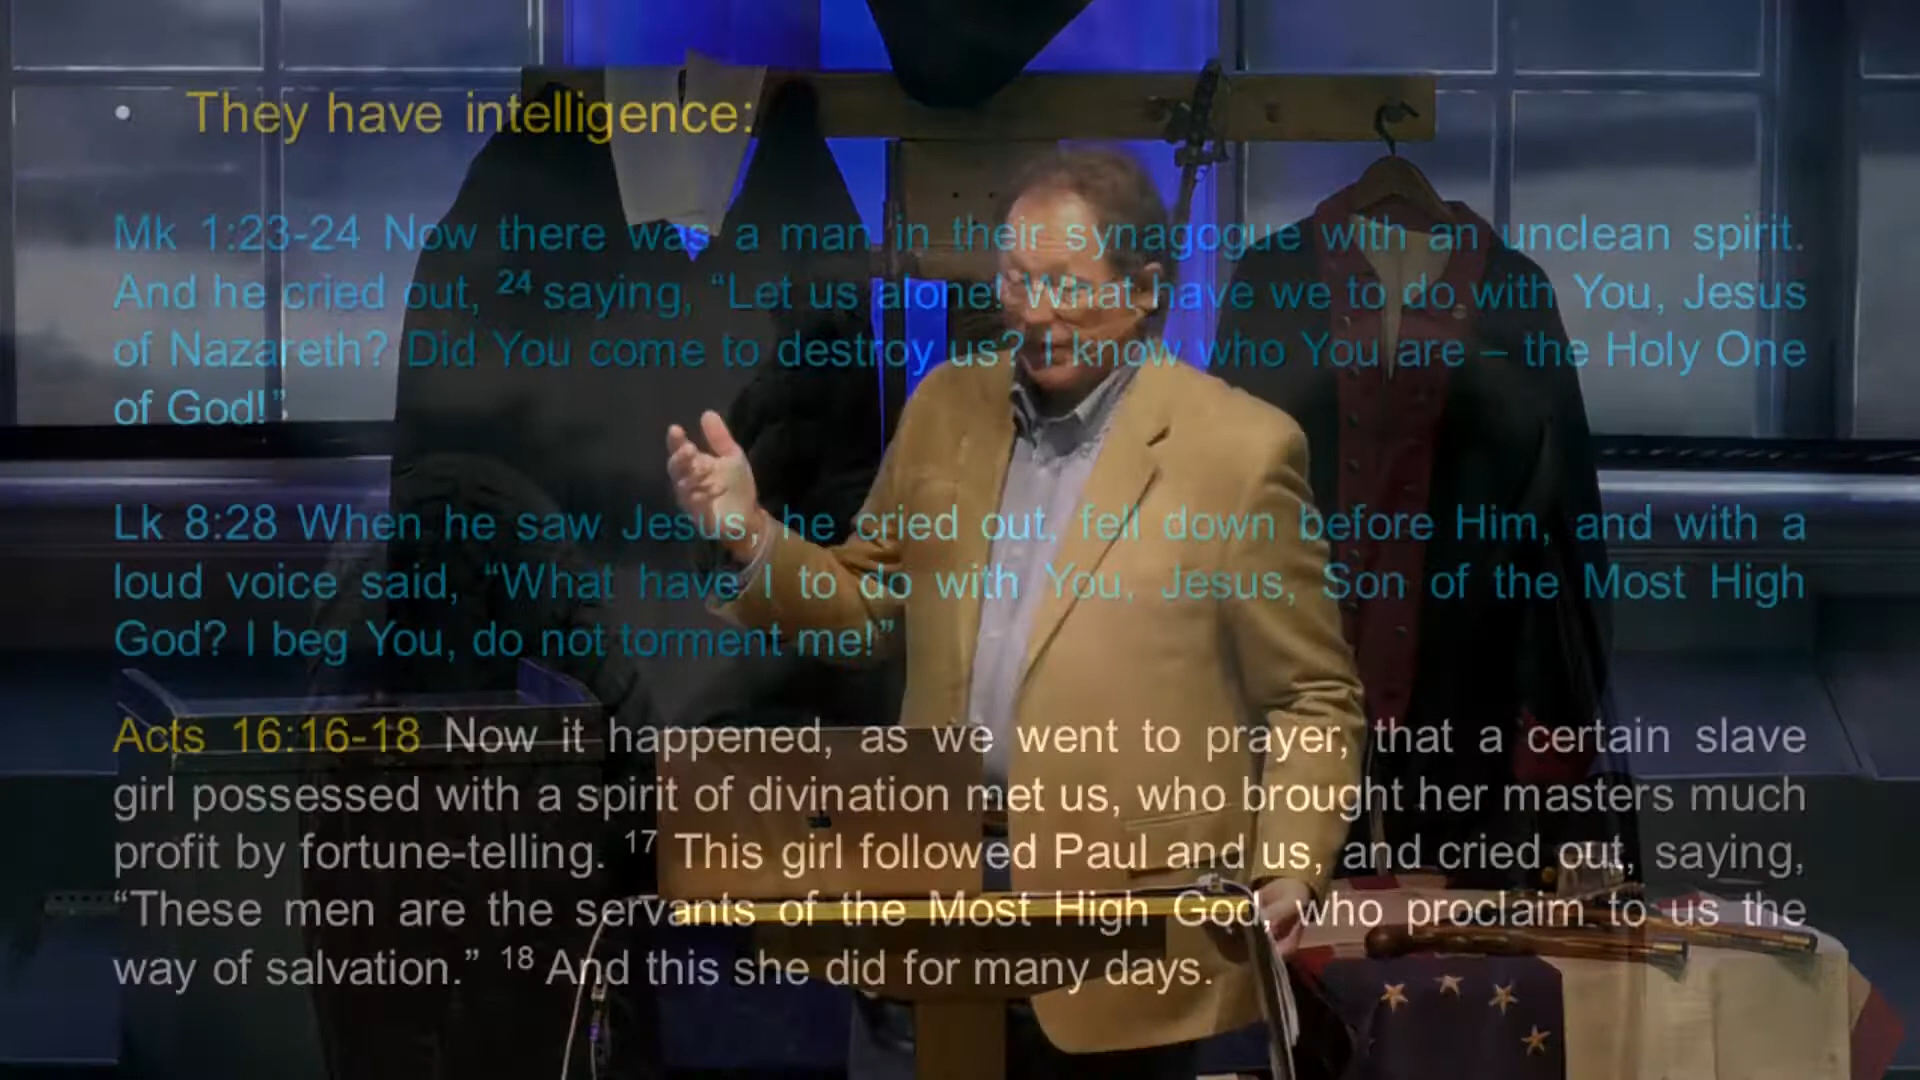 • They have intelligence:
Mk 1:23-24 Now there was a man in their synagogue with an unclean spirit.
And he cried out, 24 saying, “Let us alone! What have we to do with You, Jesus
of Nazareth? Did You come to destroy us? I know who You are – the Holy One
of God!”
Lk 8:28 When he saw Jesus, he cried out, fell down before Him, and with a
loud voice said, “What have I to do with You, Jesus, Son of the Most High
God? I beg You, do not torment me!”
Acts 16:16-18 Now it happened, as we went to prayer, that a certain slave
girl possessed with a spirit of divination met us, who brought her masters much
profit by fortune-telling. 17 This girl followed Paul and us, and cried out, saying,
“These men are the servants of the Most High God, who proclaim to us the
way of salvation.” 18 And this she did for many days.